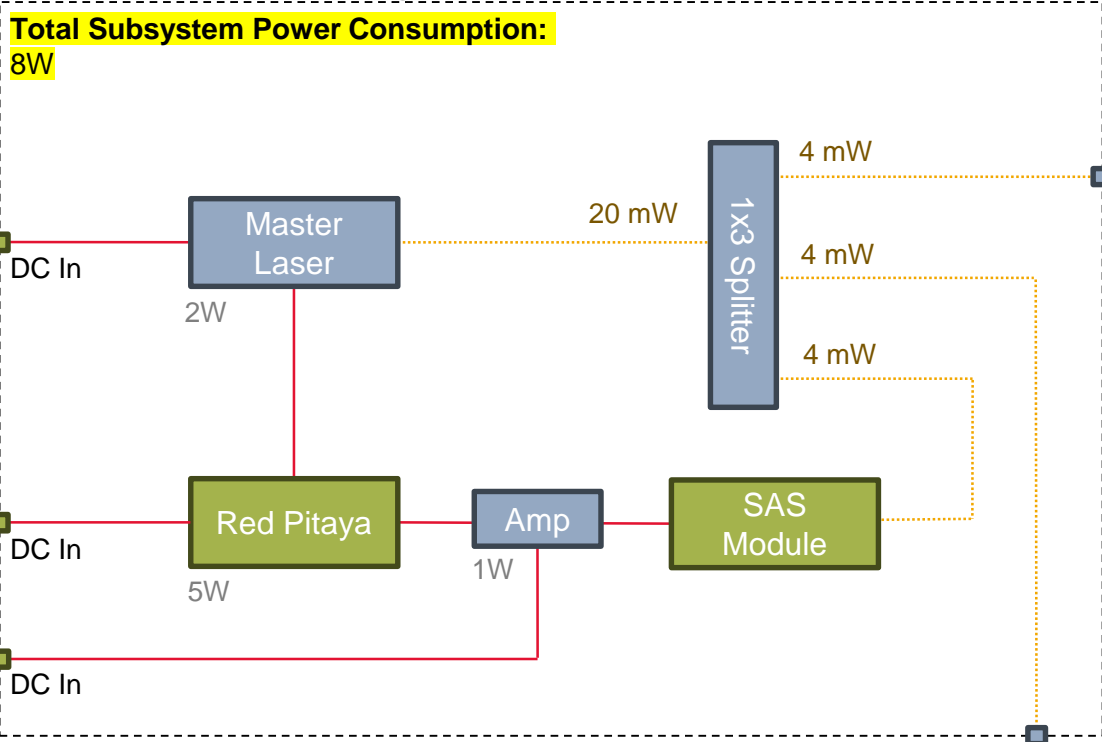 Total Subsystem Power Consumption:
8W
4 mW
20 mW
Master
Laser
DC In
2W
1x3 Splitter
4 mW
4 mW
Red Pitaya
Amp
SAS
Module
DC In
5W
1W
DC In